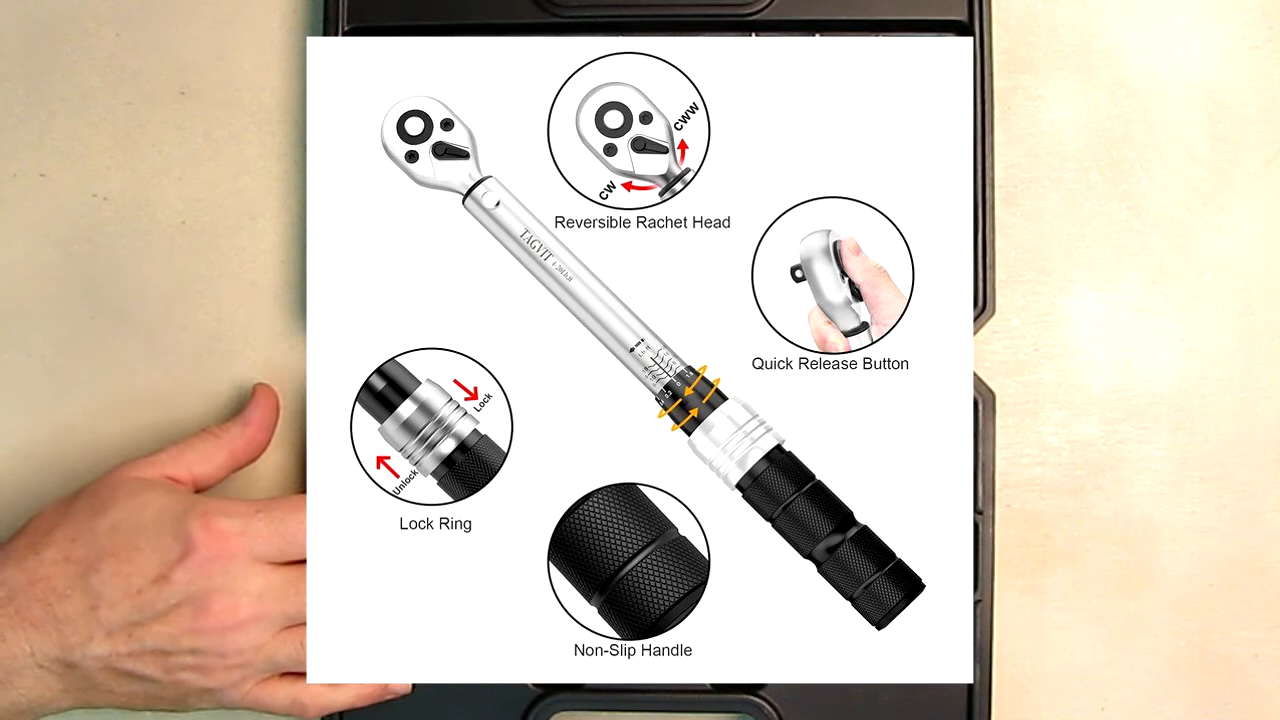 CWW
CW
Reversible Rachet Head
TAGVIT
Quick Release Button
Lock
Unlock
Lock Ring
Non-Slip Handle